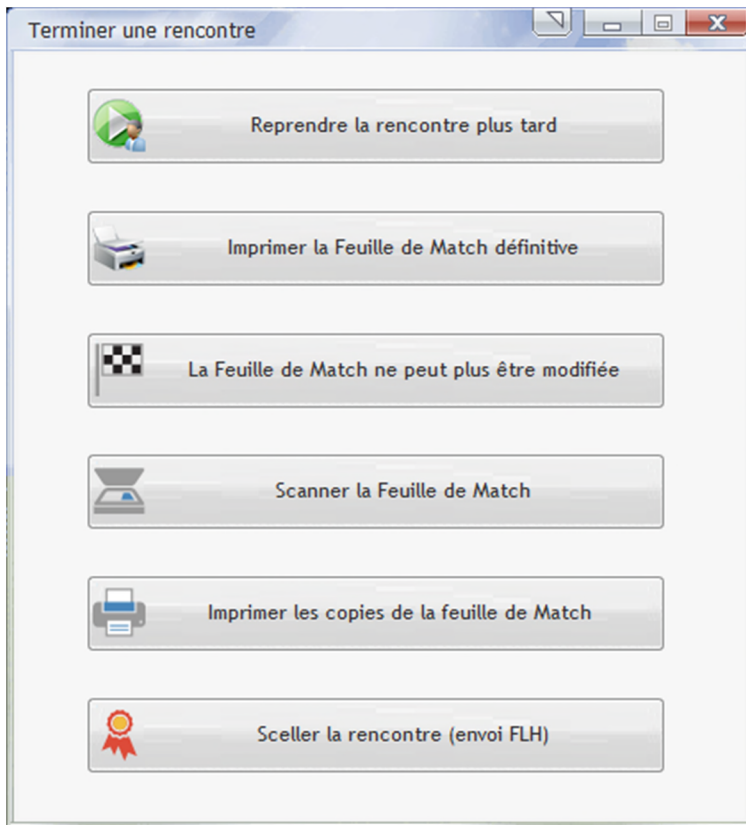 Terminer une rencontre
Reprendre la rencontre plus tard
Imprimer la Feuille de Match définitive
La Feuille de Match ne peut plus être modifiée
Scanner la Feuille de Match
Imprimer les copies de la feuille de Match
Sceller la rencontre (envoi FLH)